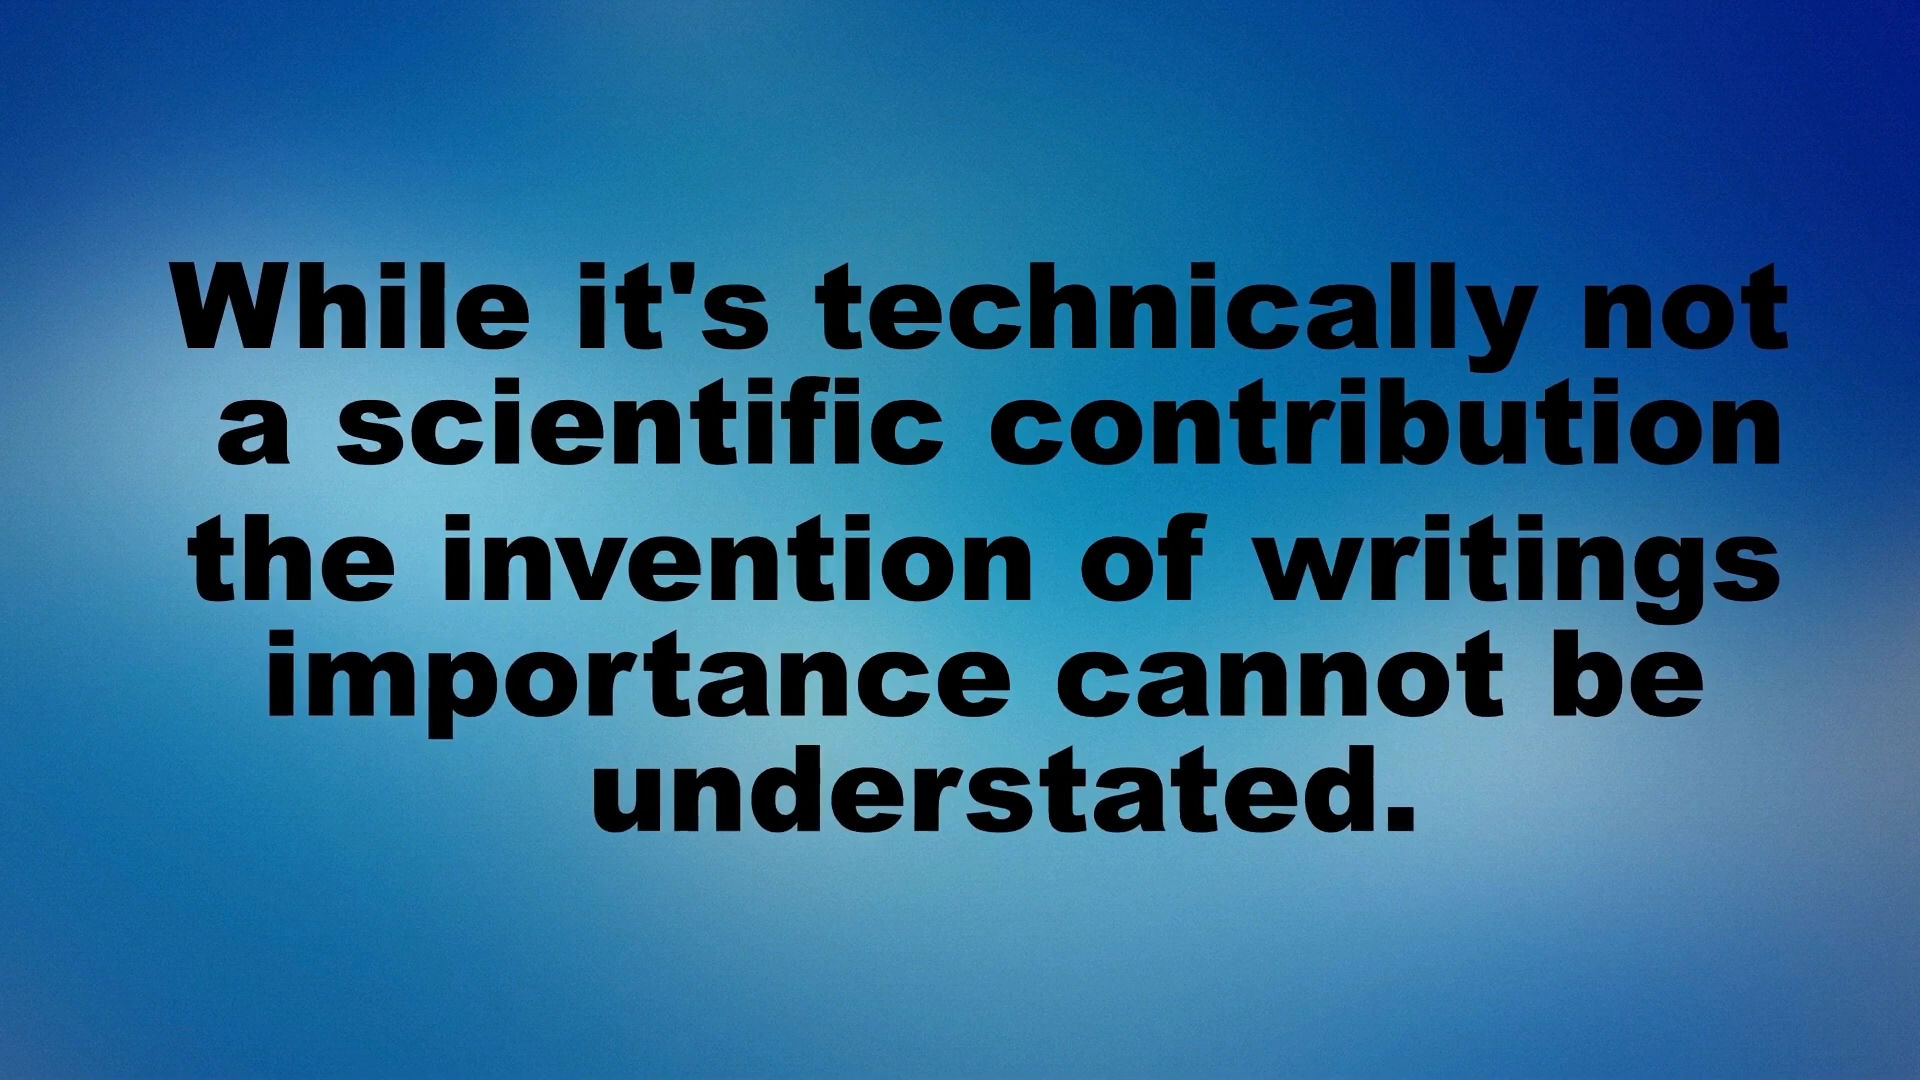 While it's technically not
a scientific contribution
the invention of writings
importance cannot be
understated.